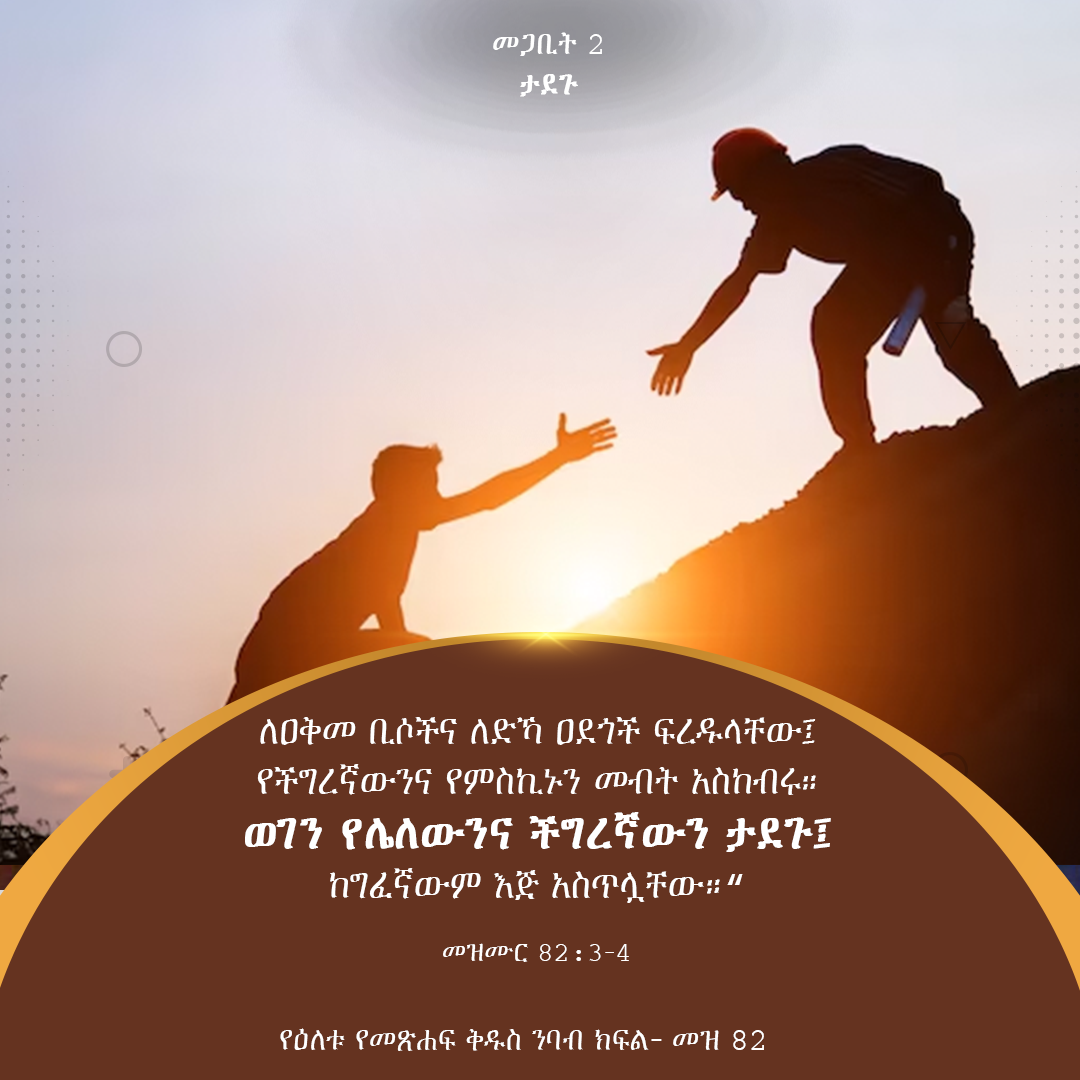 መጋቢት 2
ታደጉ
ለዐቅመ ቢሶችና ለድኻ ዐደጎች ፍረዱላቸው፤
የችግረኛውንና የምስኪኑን መብት አስከብሩ።
ወገን የሌለውንና ችግረኛውን ታደጉ፤
ከግፈኛውም እጅ አስጥሏቸው።“
መዝሙር 82:3-4
የዕለቱ የመጽሐፍ ቅዱስ ንባብ ክፍል- መዝ 82